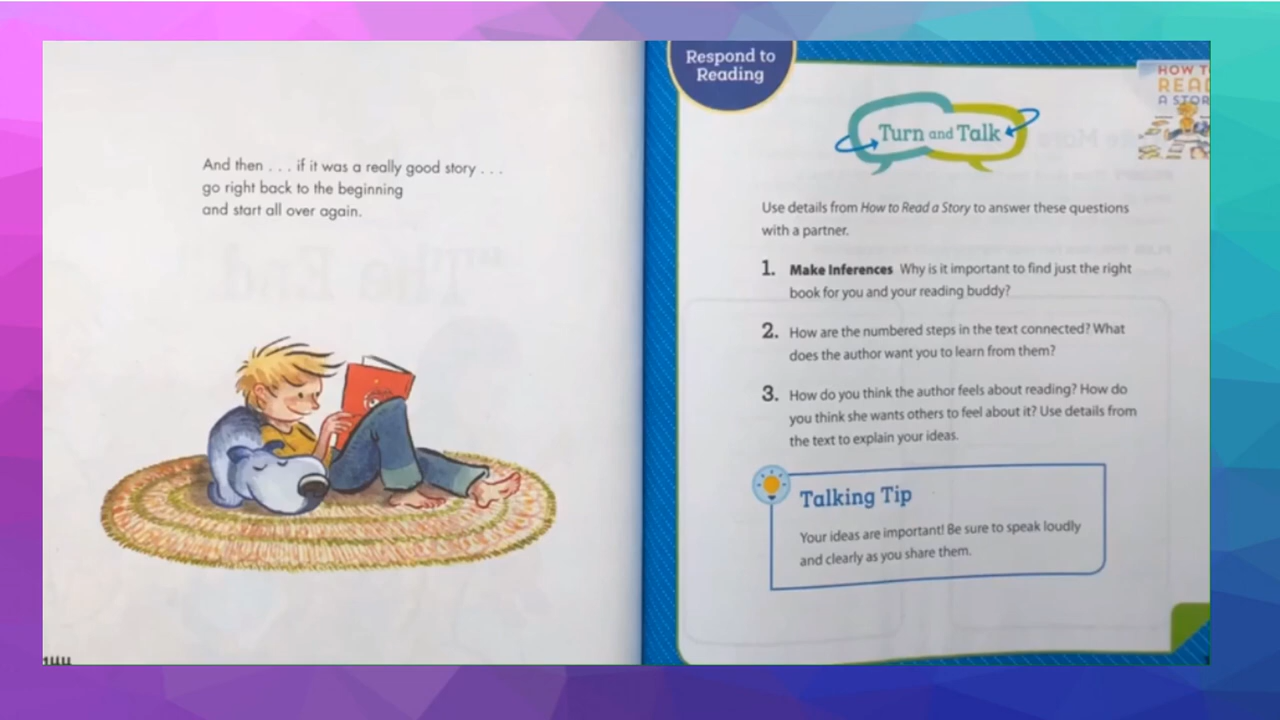 And then . . . if it was a really good story . . .
go right back to the beginning
and start all over again.
Respond to
Reading
HOW T
REA
A STOR
Turn and Talk
Use details from How to Read a Story to answer these questions
with a partner.
1. Make Inferences Why is it important to find just the right
book for you and your reading buddy?
2. How are the numbered steps in the text connected? What
does the author want you to learn from them?
3. How do you think the author feels about reading? How do
you think she wants others to feel about it? Use details from
the text to explain your ideas.
Talking Tip
Your ideas are important! Be sure to speak loudly
and clearly as you share them.